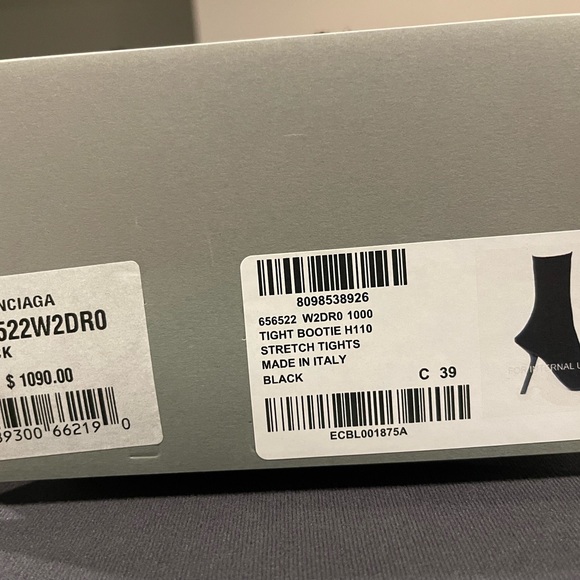 NCIAGA
522W2DR0
K
$ 1090.00
39300 66219 0
8098538926
656522 W2DR0 1000
TIGHT BOOTIE H110
STRETCH TIGHTS
MADE IN ITALY
BLACK
C 39
ECBL001875A